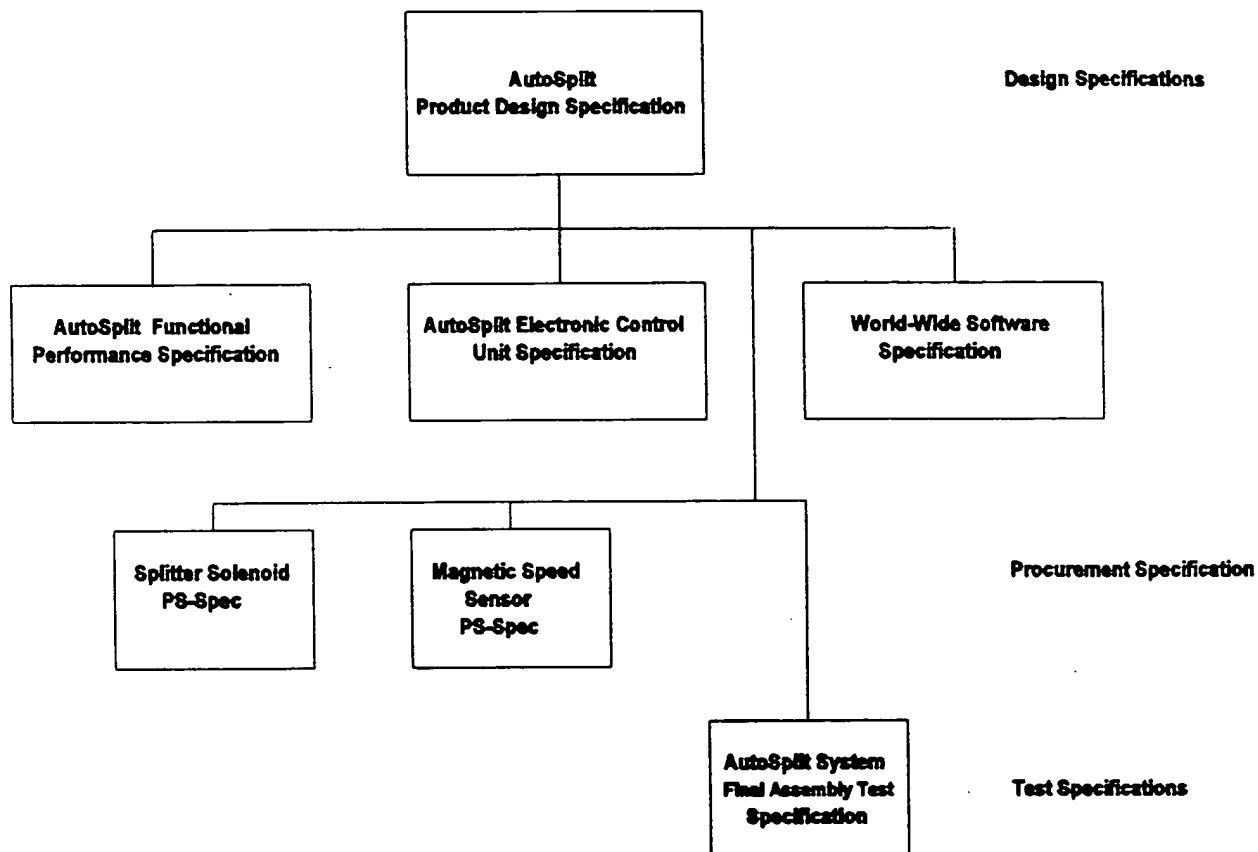 AutoSplit
Product Design Specification
Design Specifications
AutoSplit Functional
Performance Specification
AutoSplit Electronic Control
Unit Specification
World-Wide Software
Specification
Splitter Solenoid
PS-Spec
Magnetic Speed
Sensor
PS-Spec
Procurement Specification
AutoSplit System
Final Assembly Test
Specification
Test Specifications